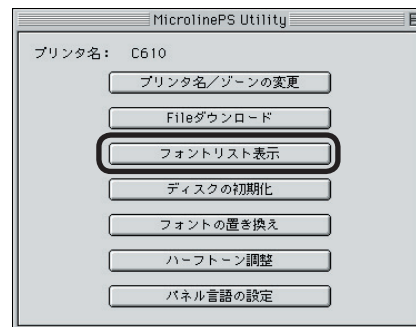 MicrolinePS Utility
プリンタ名： C610
プリンタ名／ゾーンの変更
Fileダウンロード
フォントリスト表示
ディスクの初期化
フォントの置き換え
ハーフトーン調整
パネル言語の設定